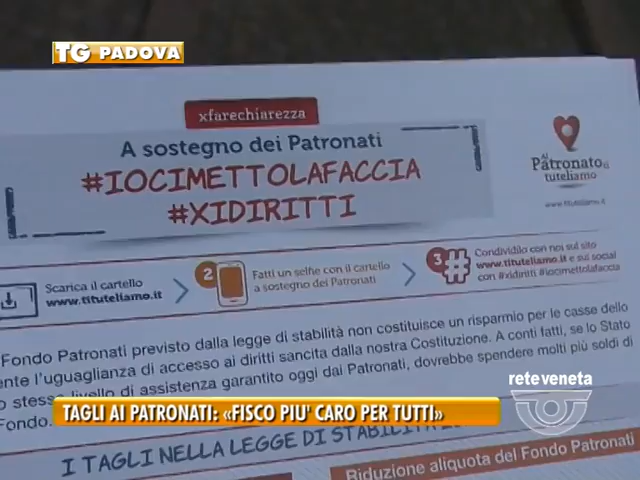 TG PADOVA
xfarechiarezza
A sostegno dei Patronati
#IOCIMETTOLAFACCIA
#XIDIRITTI
Al Patronato
ti tuteliamo
www.tituteliamo.it
Scarica il cartello
www.tituteliamo.it
2
Fatti un selfie con il cartello
a sostegno dei Patronati
3
#
Condividilo con noi sul sito
www.tituteliamo.it e sui social
con #xidiritti #iocimettolafaccia
Fondo Patronati previsto dalla legge di stabilità non costituisce un risparmio per le casse dello
ente l'uguaglianza di accesso ai diritti sancita dalla nostra Costituzione. A conti fatti, se lo Stato
o stesso livello di assistenza garantito oggi dai Patronati, dovrebbe spendere molti più soldi di
Fondo.
reteveneta
TAGLI AI PATRONATI: «FISCO PIU' CARO PER TUTTI»
I TAGLI NELLA LEGGE DI STABILITÀ
Riduzione aliquota del Fondo Patronati